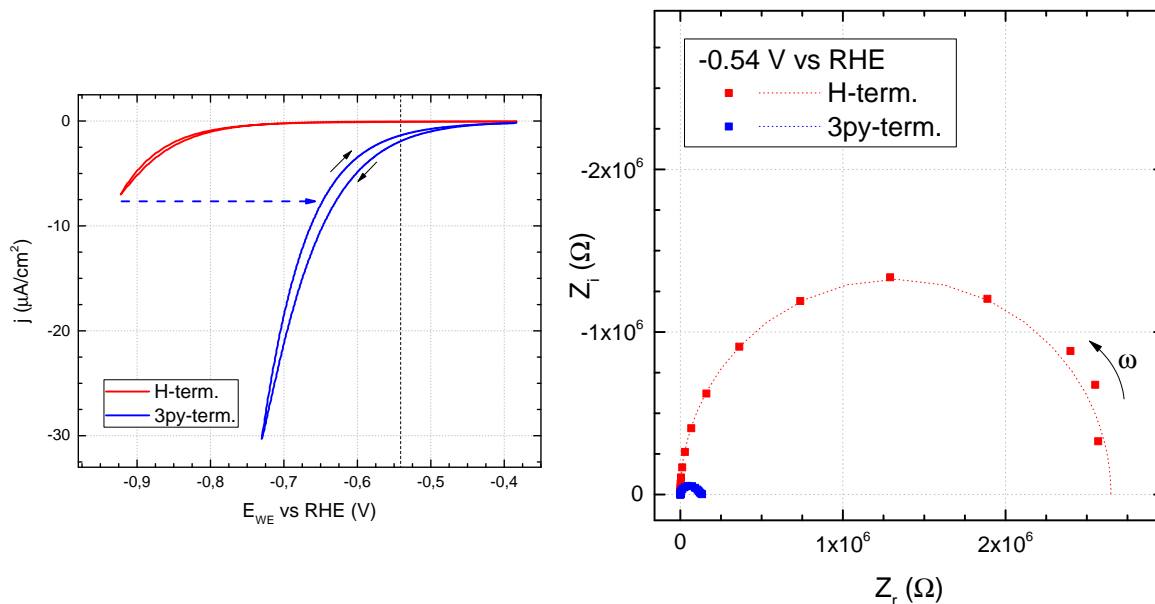 0
-10
-20
-30
j (µA/cm²)
-0,9
-0,8
-0,7
-0,6
-0,5
-0,4
E_WE vs RHE (V)
H-term.
3py-term.
-0.54 V vs RHE
H-term.
3py-term.
-2x10⁶
-1x10⁶
0
Z_i (Ω)
ω
0
1x10⁶
2x10⁶
Z_r (Ω)